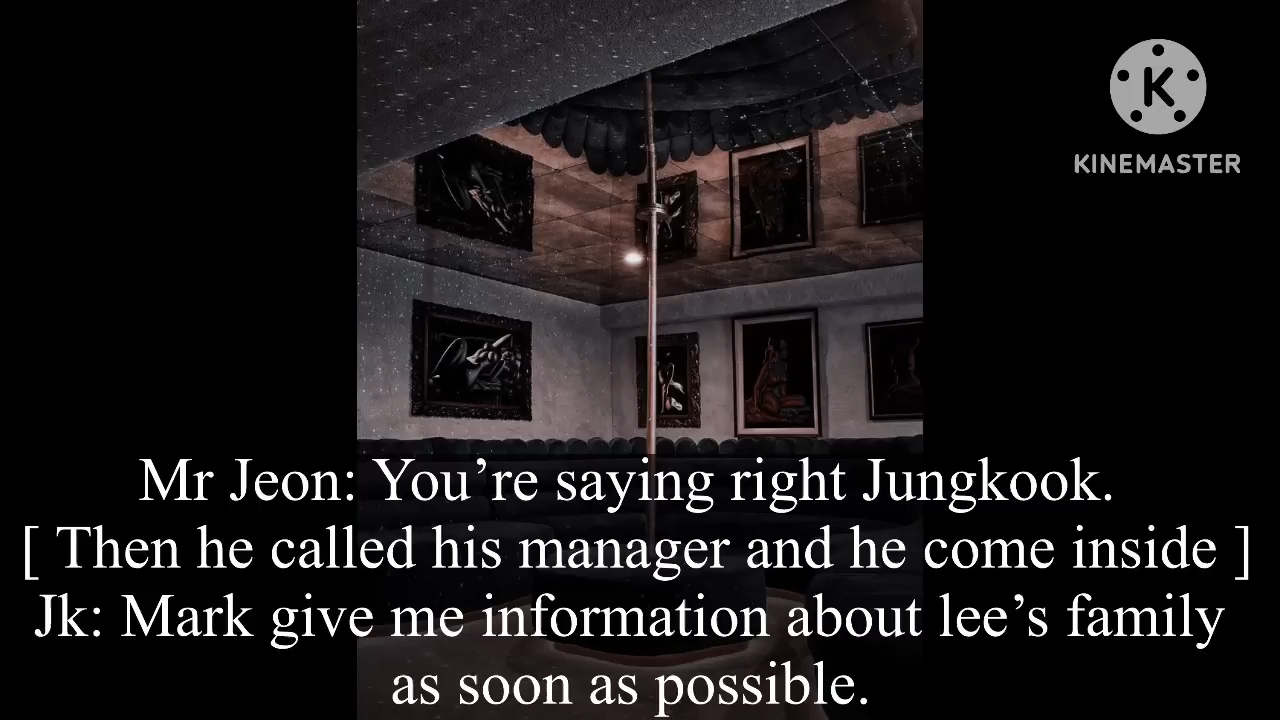 KINEMASTER
Mr Jeon: You’re saying right Jungkook.
[ Then he called his manager and he come inside ]
Jk: Mark give me information about lee’s family
as soon as possible.